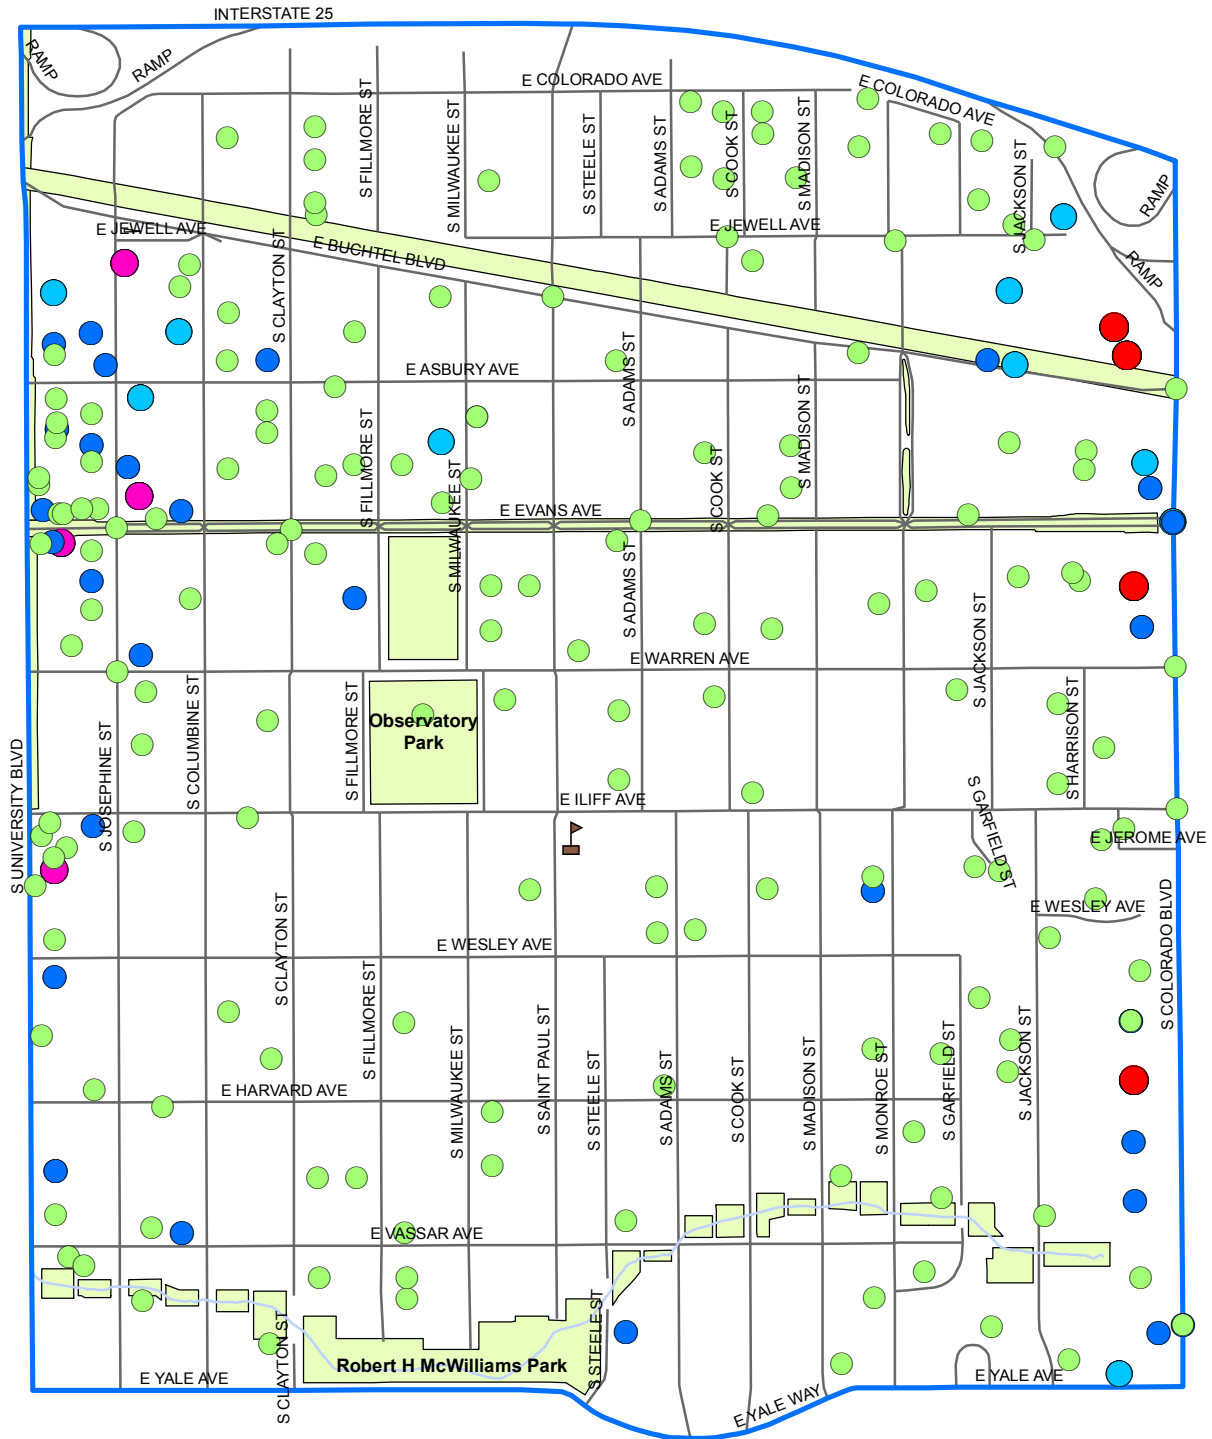 INTERSTATE 25
RAMP
RAMP
E COLORADO AVE
E COLORADO AVE
S FILLMORE ST
S MILWAUKEE ST
S STEELE ST
S ADAMS ST
S COOK ST
S MADISON ST
S JACKSON ST
RAMP
E JEWELL AVE
E JEWELL AVE
E BUCHTEL BLVD
RAMP
S CLAYTON ST
E ASBURY AVE
S ADAMS ST
S MADISON ST
S FILLMORE ST
S MILWAUKEE ST
S COOK ST
E EVANS AVE
S ADAMS ST
S JACKSON ST
E WARREN AVE
S COLUMBINE ST
S FILLMORE ST
S HARRISON ST
Observatory
Park
S JOSEPHINE ST
S UNIVERSITY BLVD
E ILIFF AVE
S GARFIELD ST
E JEROME AVE
S CLAYTON ST
E WESLEY AVE
E WESLEY AVE
S COLORADO BLVD
S FILLMORE ST
S MILWAUKEE ST
S SAINT PAUL ST
S STEELE ST
S ADAMS ST
S COOK ST
S MADISON ST
S MONROE ST
S GARFIELD ST
S JACKSON ST
E HARVARD AVE
E VASSAR AVE
S CLAYTON ST
S STEELE ST
Robert H McWilliams Park
E YALE AVE
E YALE WAY
E YALE AVE